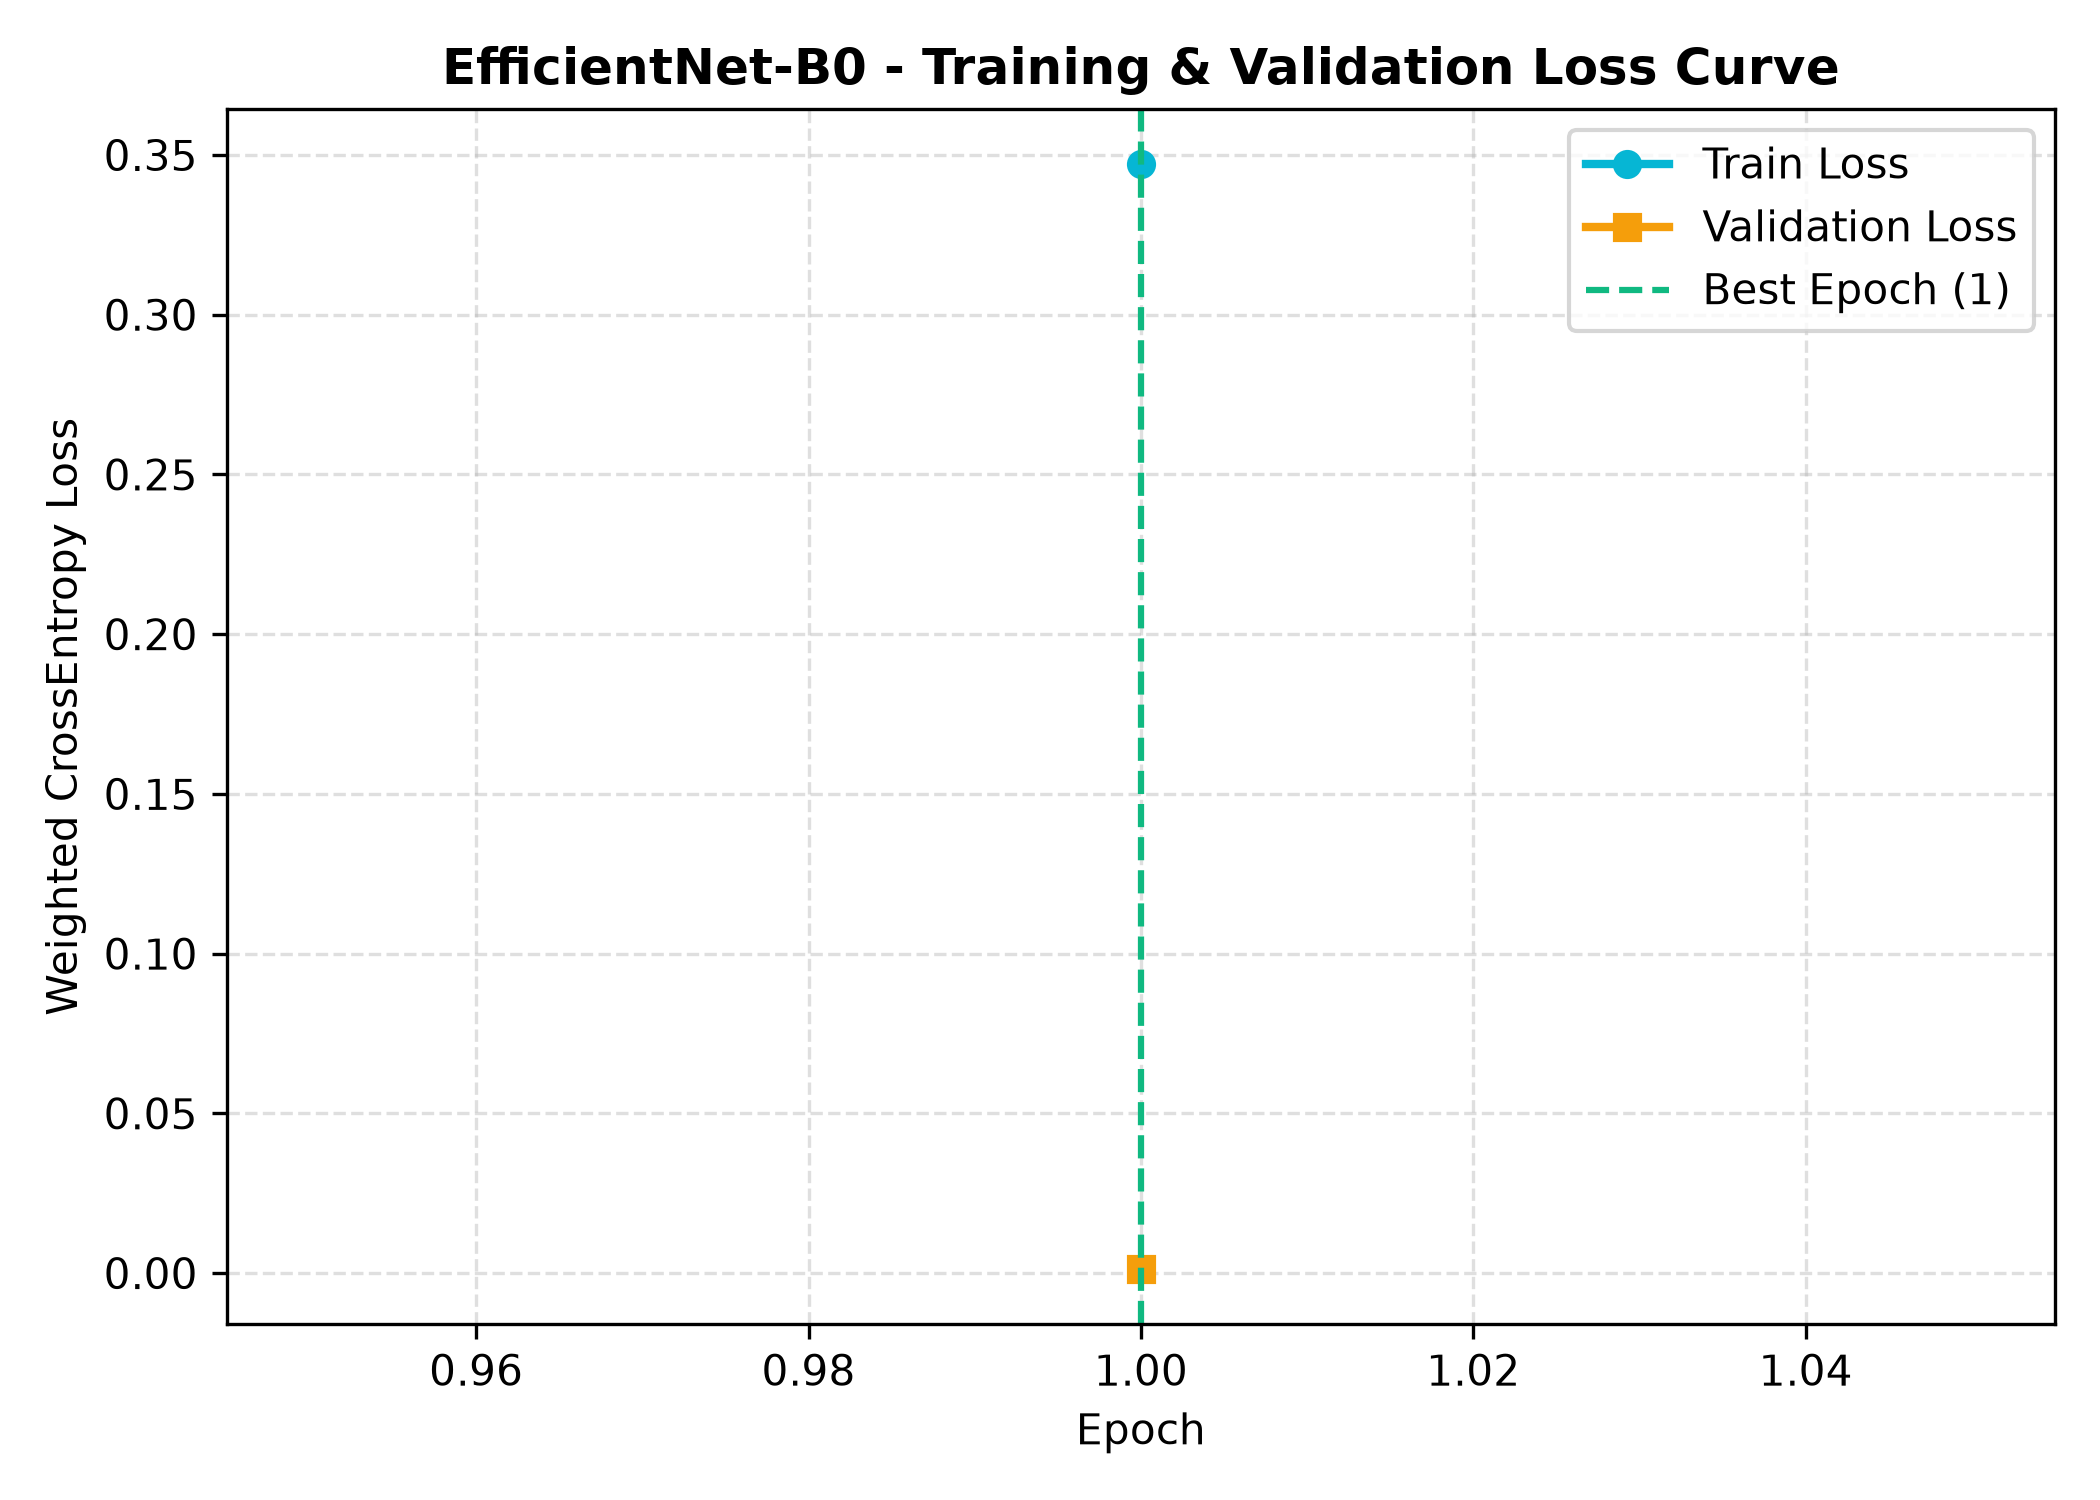 EfficientNet-B0 - Training & Validation Loss Curve
Train Loss
Validation Loss
Best Epoch (1)
Weighted CrossEntropy Loss
0.35
0.30
0.25
0.20
0.15
0.10
0.05
0.00
0.96 0.98 1.00 1.02 1.04
Epoch